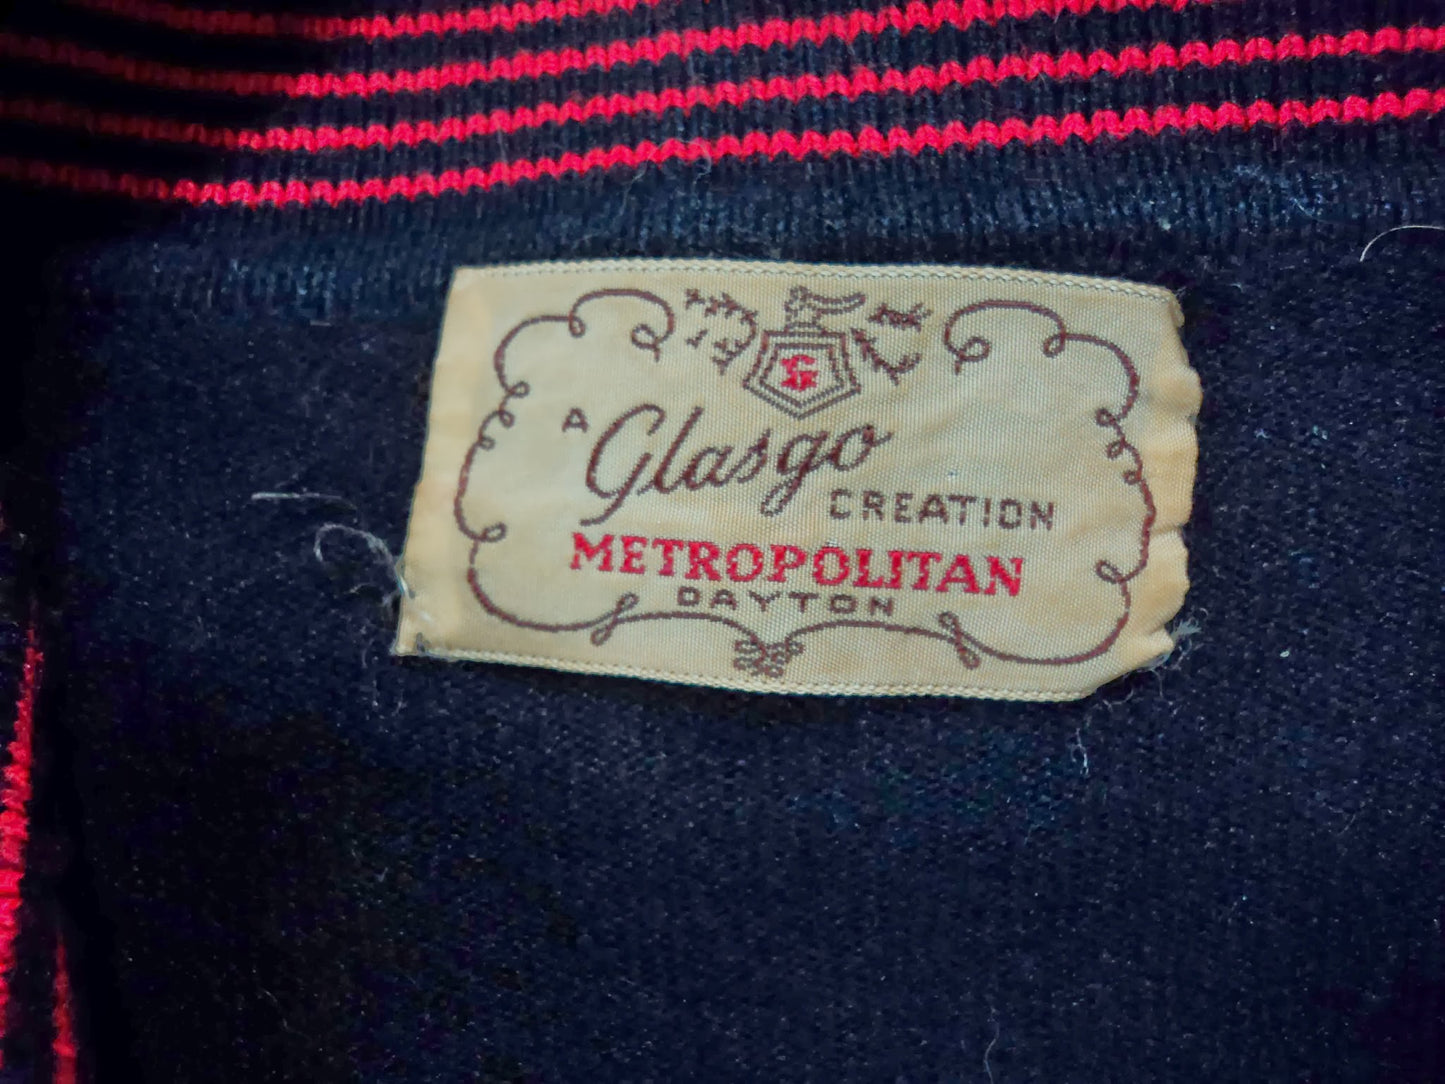 G
A Glasgo
CREATION
METROPOLITAN
DAYTON